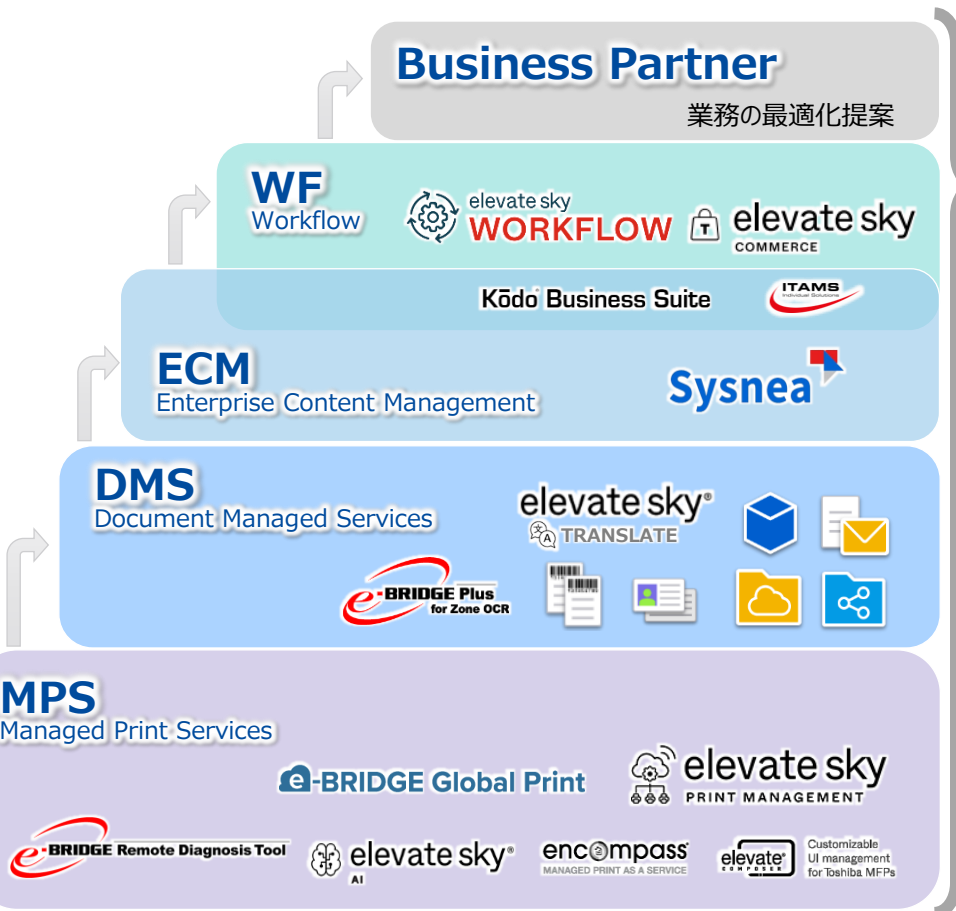 Business Partner
業務の最適化提案
WF
Workflow
elevate sky
WORKFLOW
T
elevate sky
COMMERCE
Kōdo Business Suite
ITAMS
Individual Solutions
ECM
Enterprise Content Management
Sysnea
DMS
Document Managed Services
elevate sky®
A TRANSLATE
e-BRIDGE Plus
for Zone OCR
MPS
Managed Print Services
e-BRIDGE Global Print
elevate sky
PRINT MANAGEMENT
e-BRIDGE Remote Diagnosis Tool
elevate sky®
AI
encompass
MANAGED PRINT AS A SERVICE
elevate®
COMPOSER
Customizable
UI management
for Toshiba MFPs